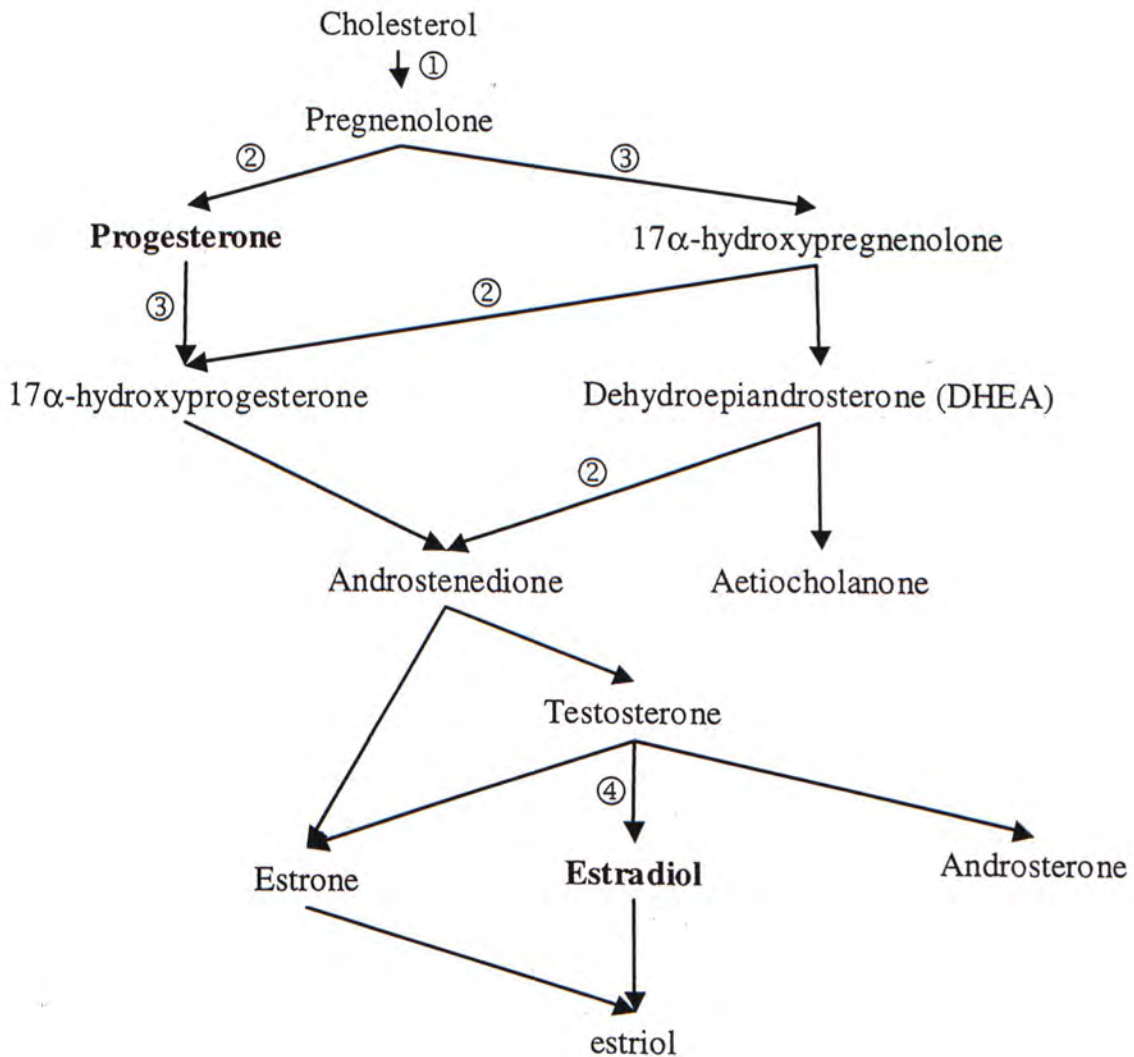 Cholesterol
①
Pregnenolone
② ③
Progesterone 17α-hydroxypregnenolone
③ ②
17α-hydroxyprogesterone Dehydroepiandrosterone (DHEA)
②
Androstenedione Aetiocholanone
Testosterone
④
Estrone Estradiol Androsterone
estriol